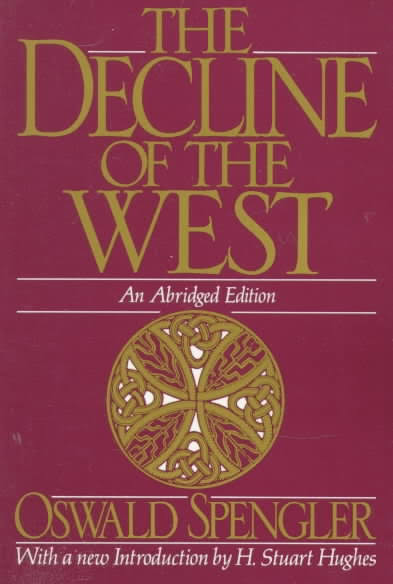 THE
DECLINE
OF THE
WEST
An Abridged Edition
OSWALD SPENGLER
With a new Introduction by H. Stuart Hughes